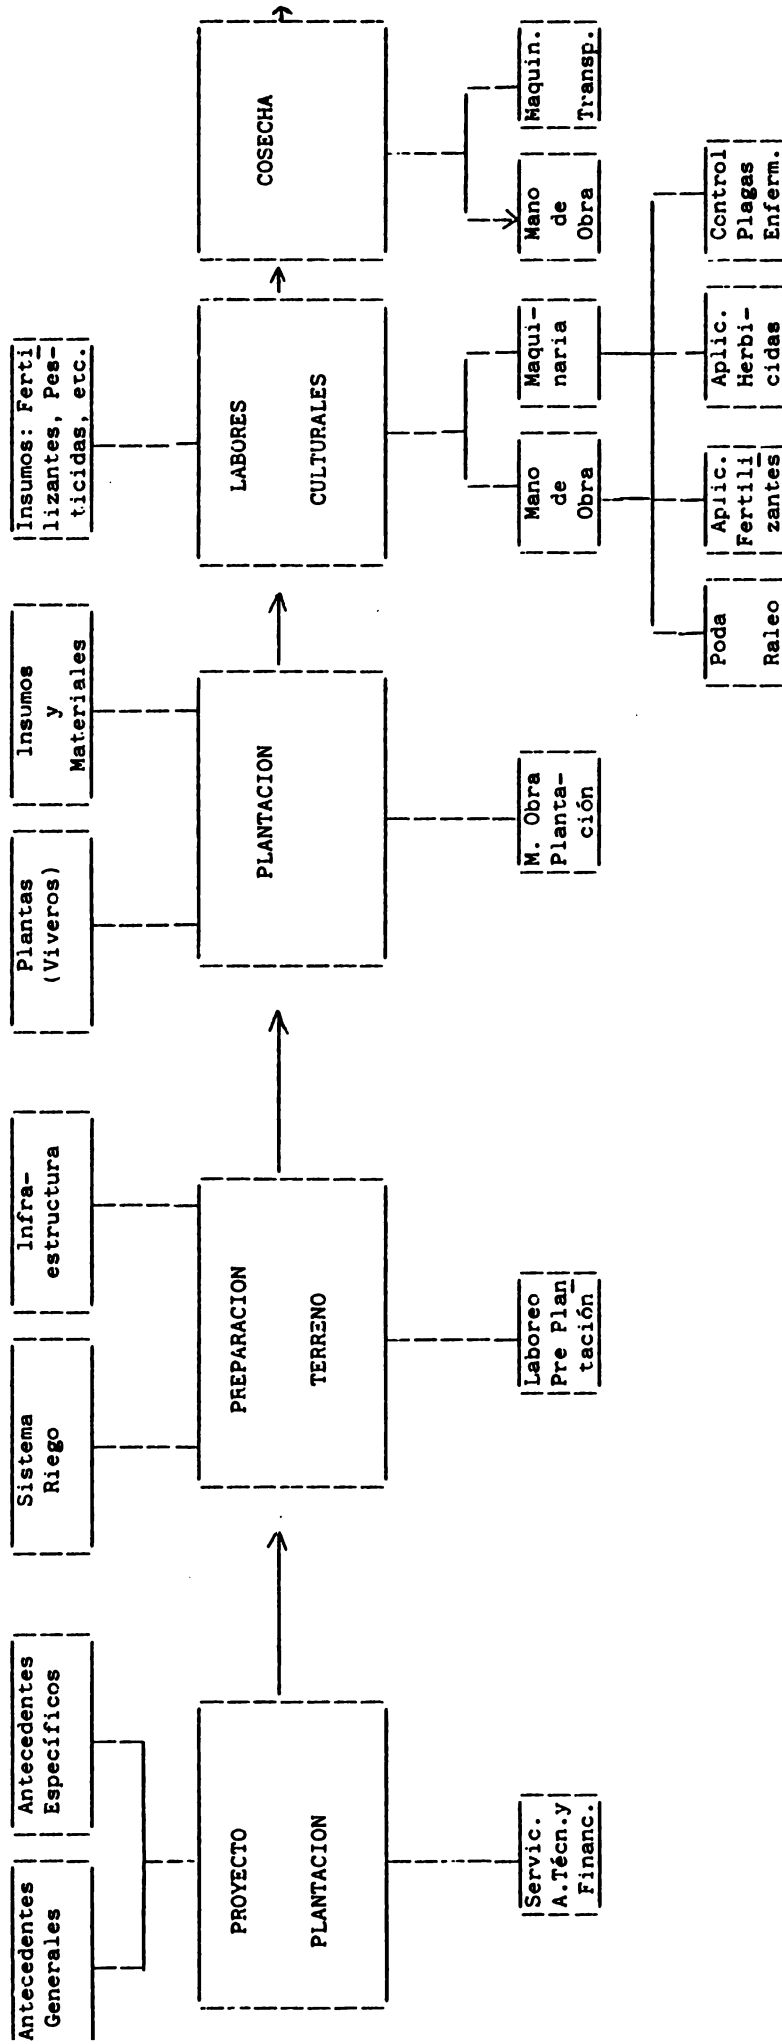 Antecedentes
Generales
Antecedentes
Específicos
Sistema
Riego
Infra-
estructura
Plantas
(Viveros)
Insumos
y
Materiales
Insumos: Ferti
lizantes, Pes-
ticidas, etc.
PROYECTO
PLANTACION
PREPARACION
TERRENO
PLANTACION
LABORES
CULTURALES
COSECHA
Servic.
A.Técn.y
Financ.
Laboreo
Pre Plan
tación
M. Obra
Planta-
ción
Mano
de
Obra
Maqui-
naria
Mano
de
Obra
Maquin.
Transp.
Poda
Raleo
Aplic.
Fertili
zantes
Aplic.
Herbi-
cidas
Control
Plagas
Enferm.